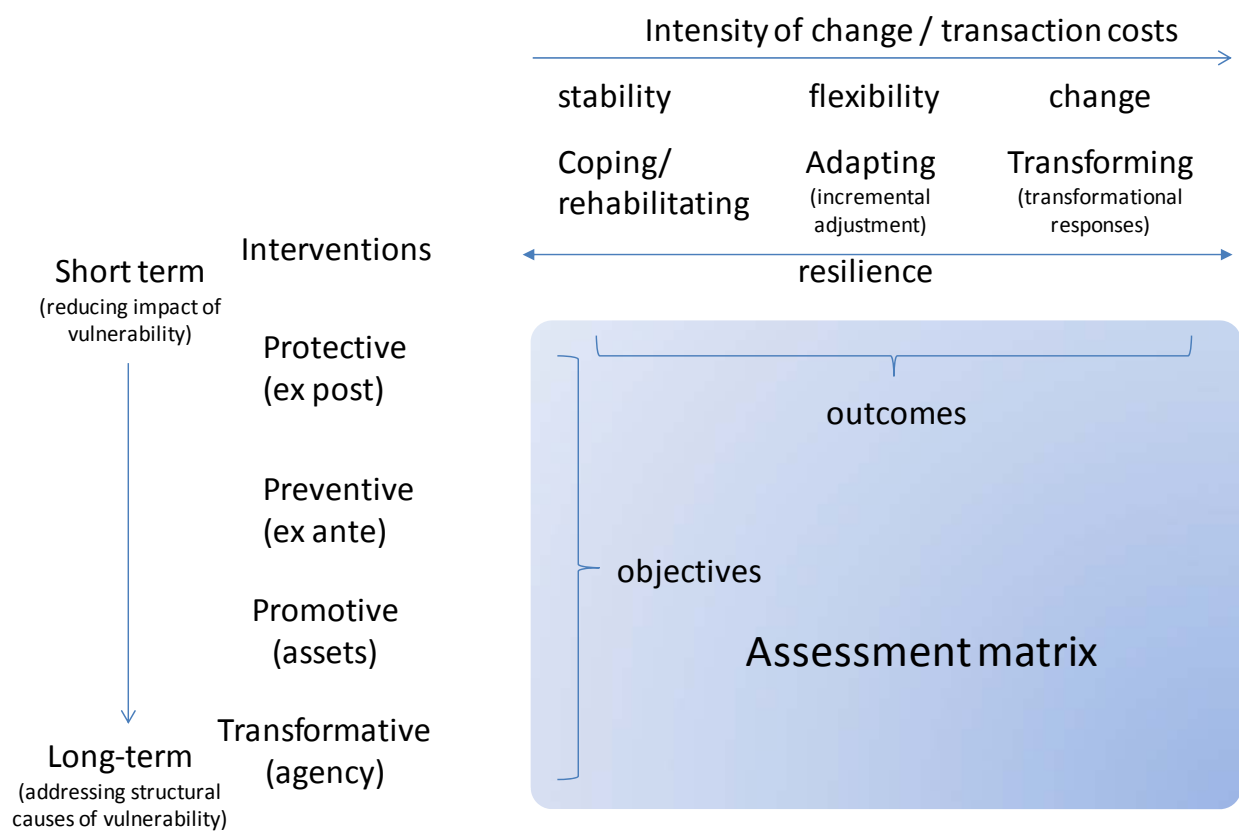 Intensity of change / transaction costs
stability
flexibility
change
Coping/
rehabilitating
Adapting
(incremental
adjustment)
Transforming
(transformational
responses)
resilience
Interventions
Short term
(reducing impact of
vulnerability)
Protective
(ex post)
Preventive
(ex ante)
Promotive
(assets)
Transformative
(agency)
Long-term
(addressing structural
causes of vulnerability)
outcomes
objectives
Assessment matrix